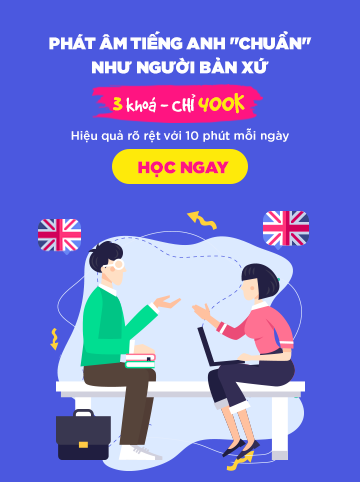 PHÁT ÂM TIẾNG ANH "CHUẨN"
NHƯ NGƯỜI BẢN XỨ
3 khoá - CHỈ 400K
Hiệu quả rõ rệt với 10 phút mỗi ngày
HỌC NGAY